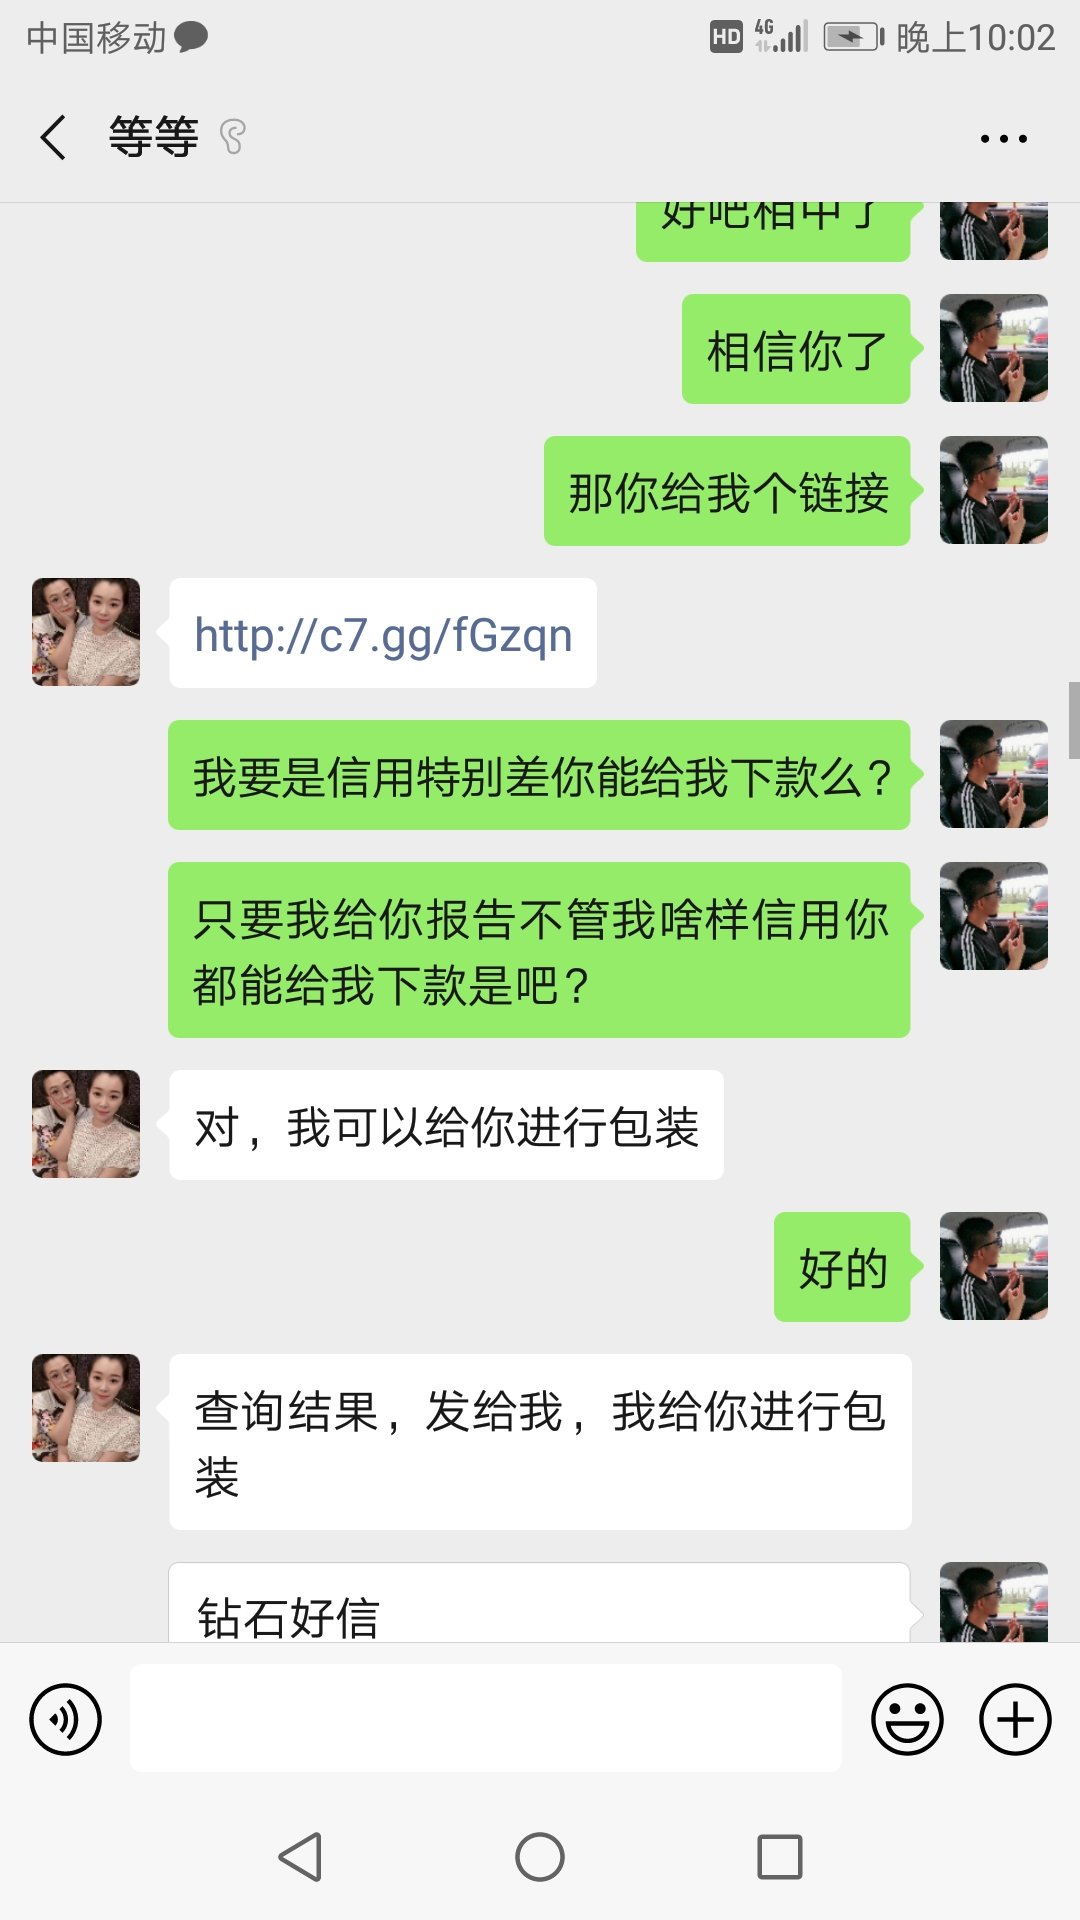 中国移动
HD 4G 晚上10:02
等等
好吧相中了
相信你了
那你给我个链接
http://c7.gg/fGzqn
我要是信用特别差你能给我下款么?
只要我给你报告不管我啥样信用你
都能给我下款是吧?
对，我可以给你进行包装
好的
查询结果，发给我，我给你进行包
装
钻石好信